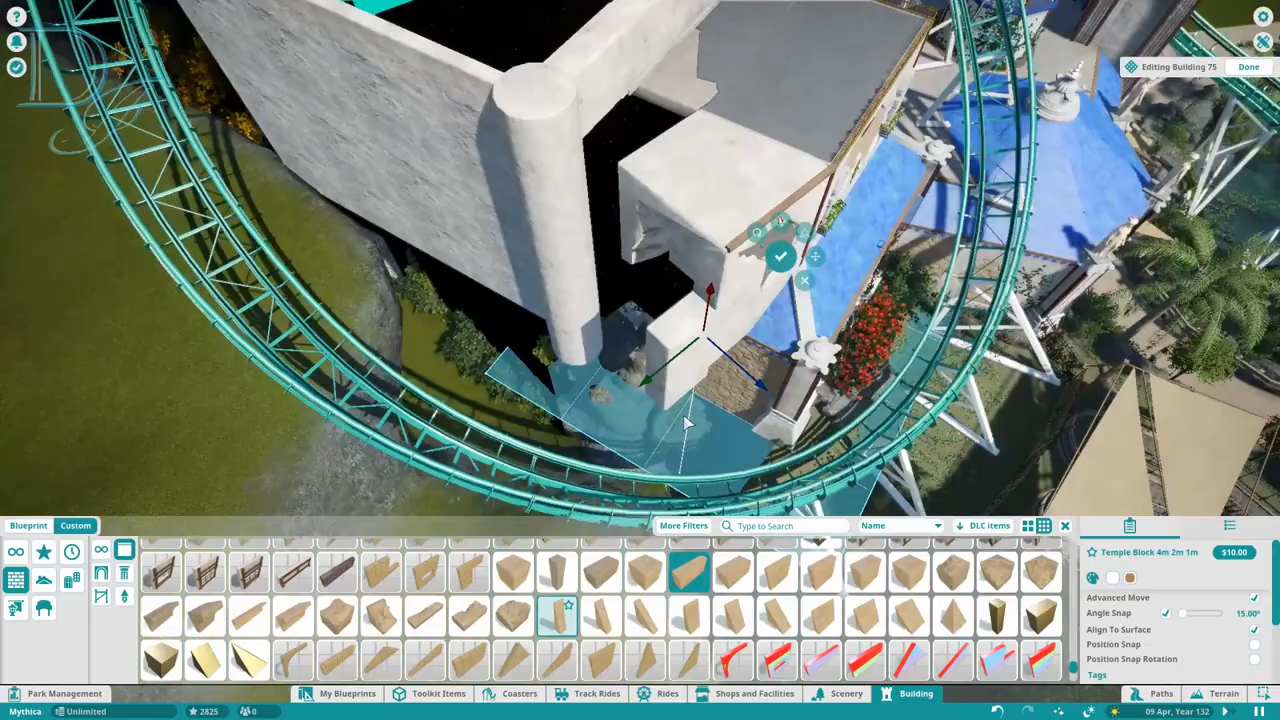 Editing Building 75 Done
Blueprint Custom
More Filters Type to Search Name DLC items
Temple Block 4m 2m 1m $10.00
Advanced Move
Angle Snap 15.00°
Align To Surface
Position Snap
Position Snap Rotation
Tags
Park Management My Blueprints Toolkit Items Coasters Track Rides Rides Shops and Facilities Scenery Building Paths Terrain
Mythica Unlimited 2825 0 09 Apr, Year 132